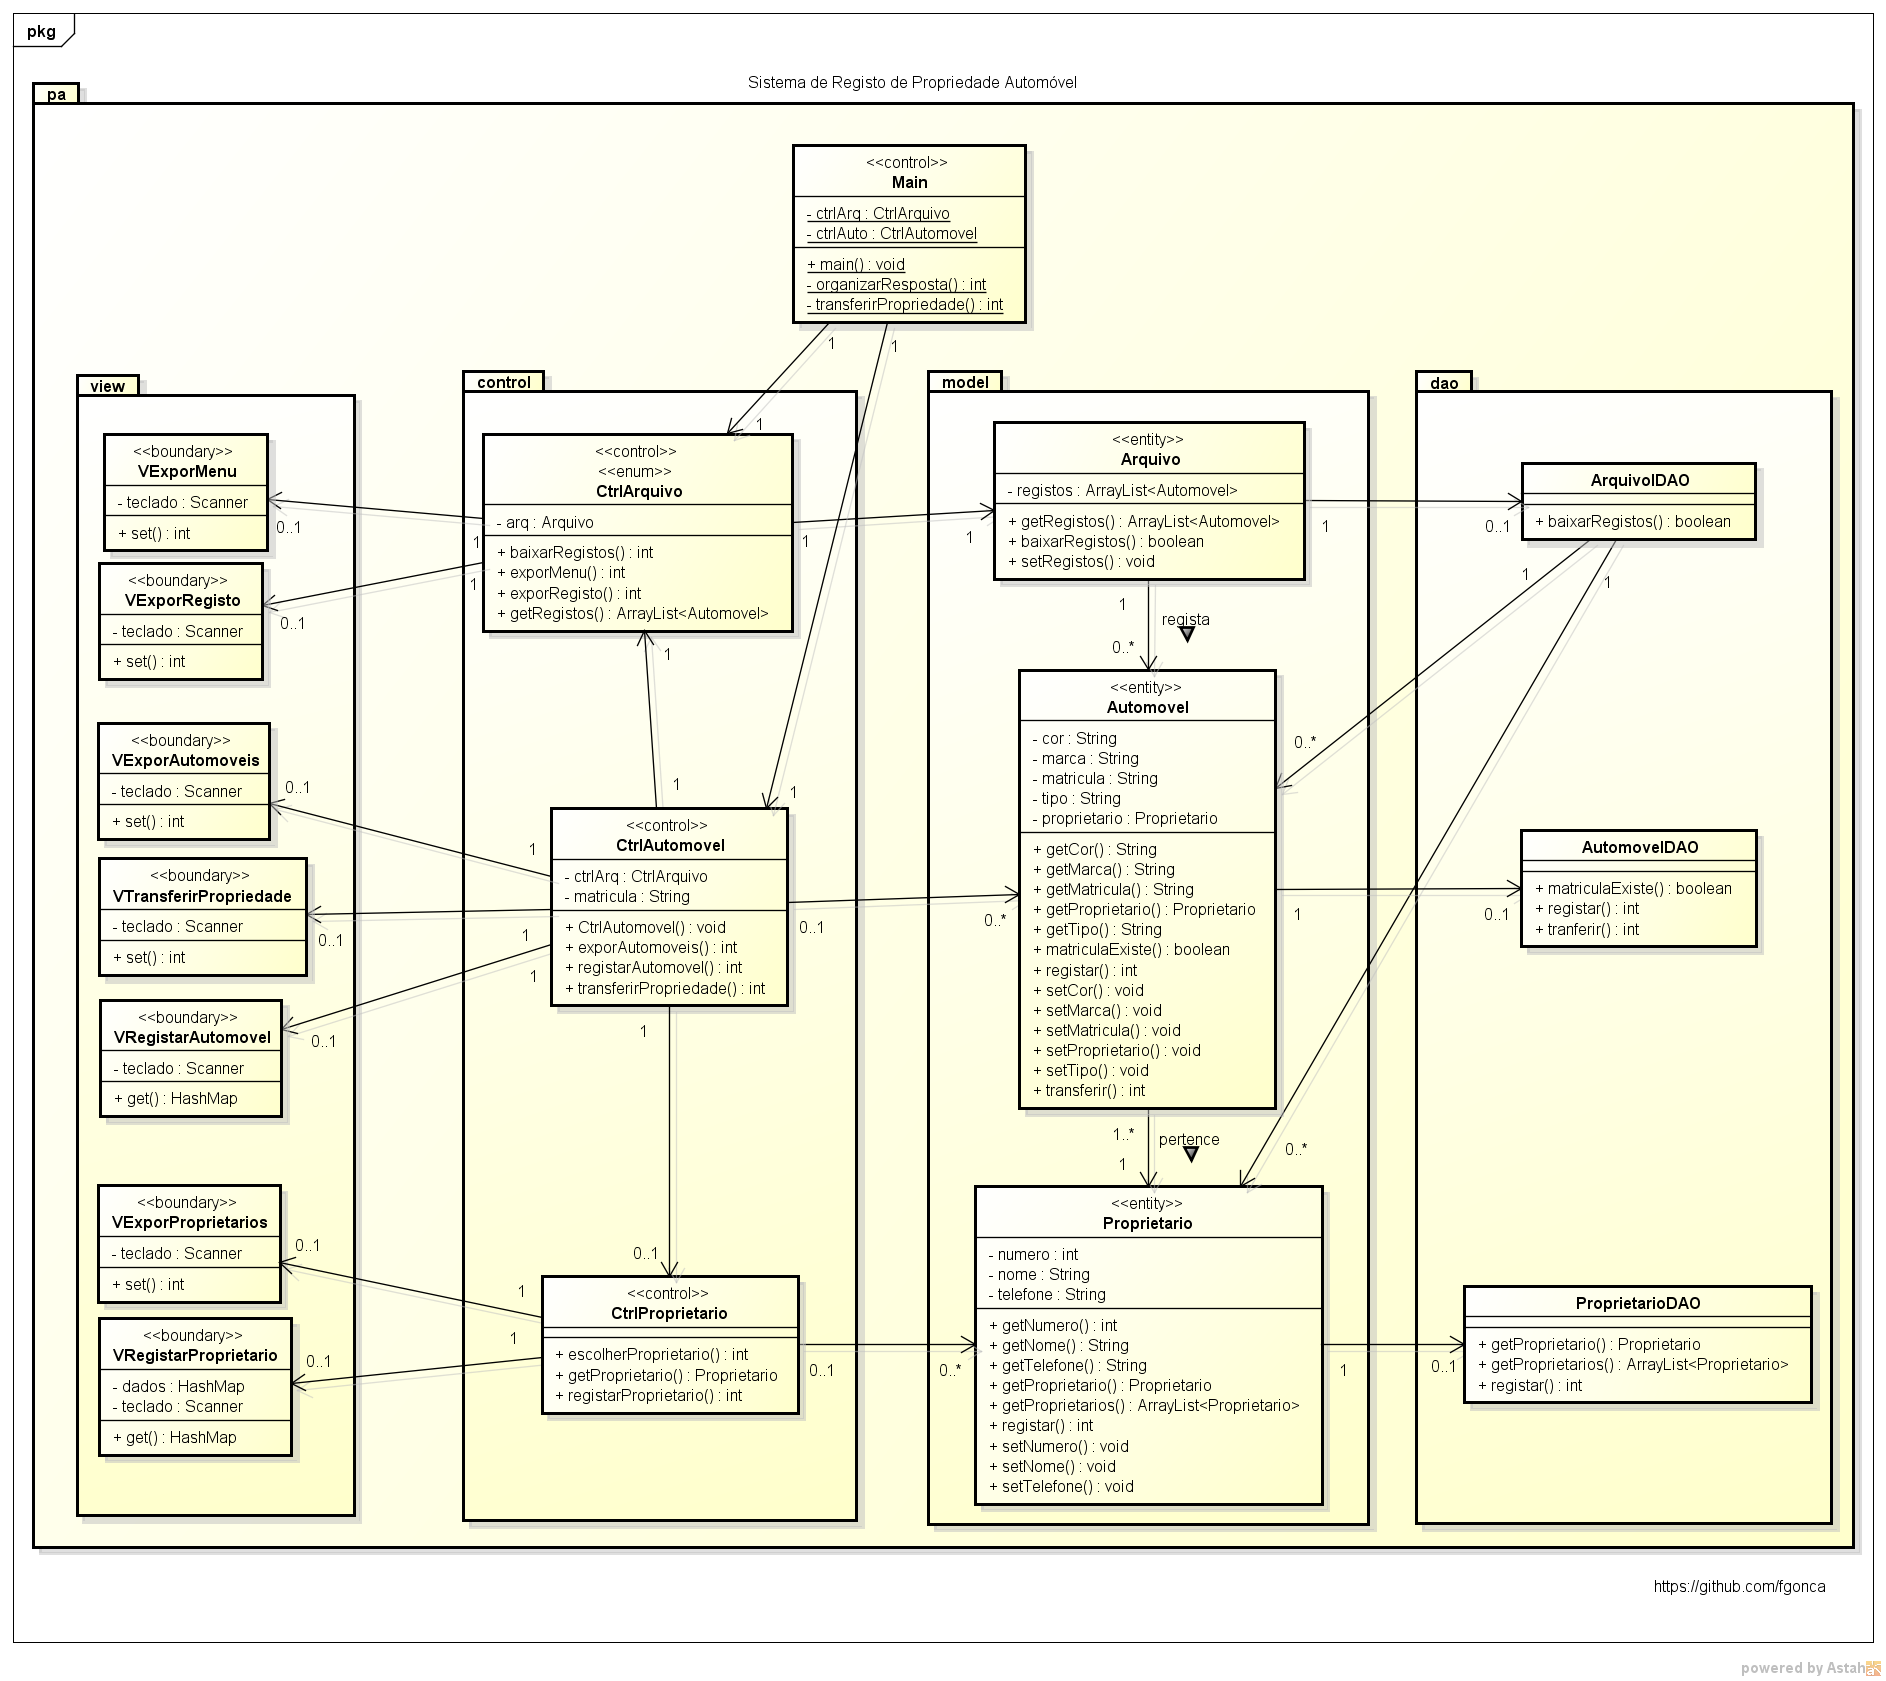 pkg
Sistema de Registo de Propriedade Automóvel
pa
<<control>>
Main
- ctrlArq : CtrlArquivo
- ctrlAuto : CtrlAutomovel
+ main() : void
- organizarResposta() : int
- transferirPropriedade() : int
1
1
1
1
view
<<boundary>>
VExporMenu
- teclado : Scanner
+ set() : int
0..1
<<boundary>>
VExporRegisto
- teclado : Scanner
+ set() : int
0..1
<<boundary>>
VExporAutomoveis
- teclado : Scanner
+ set() : int
0..1
<<boundary>>
VTransferirPropriedade
- teclado : Scanner
+ set() : int
0..1
<<boundary>>
VRegistarAutomovel
- teclado : Scanner
+ get() : HashMap
0..1
<<boundary>>
VExporProprietarios
- teclado : Scanner
+ set() : int
0..1
<<boundary>>
VRegistarProprietario
- dados : HashMap
- teclado : Scanner
+ get() : HashMap
0..1
control
<<control>>
<<enum>>
CtrlArquivo
- arq : Arquivo
+ baixarRegistos() : int
+ exporMenu() : int
+ exporRegisto() : int
+ getRegistos() : ArrayList<Automovel>
1
1
1
1
1
1
<<control>>
CtrlAutomovel
- ctrlArq : CtrlArquivo
- matricula : String
+ CtrlAutomovel() : void
+ exporAutomoveis() : int
+ registarAutomovel() : int
+ transferirPropriedade() : int
1
1
1
0..1
0..*
1
0..1
<<control>>
CtrlProprietario
+ escolherProprietario() : int
+ getProprietario() : Proprietario
+ registarProprietario() : int
1
1
0..1
0..*
model
<<entity>>
Arquivo
- registos : ArrayList<Automovel>
+ getRegistos() : ArrayList<Automovel>
+ baixarRegistos() : boolean
+ setRegistos() : void
1
0..1
1
regista
0..*
<<entity>>
Automovel
- cor : String
- marca : String
- matricula : String
- tipo : String
- proprietario : Proprietario
+ getCor() : String
+ getMarca() : String
+ getMatricula() : String
+ getProprietario() : Proprietario
+ getTipo() : String
+ matriculaExiste() : boolean
+ registar() : int
+ setCor() : void
+ setMarca() : void
+ setMatricula() : void
+ setProprietario() : void
+ setTipo() : void
+ transferir() : int
0..*
1
0..1
1..*
pertence
1
0..*
<<entity>>
Proprietario
- numero : int
- nome : String
- telefone : String
+ getNumero() : int
+ getNome() : String
+ getTelefone() : String
+ getProprietario() : Proprietario
+ getProprietarios() : ArrayList<Proprietario>
+ registar() : int
+ setNumero() : void
+ setNome() : void
+ setTelefone() : void
1
0..1
dao
ArquivoIDAO
+ baixarRegistos() : boolean
1
1
AutomovelDAO
+ matriculaExiste() : boolean
+ registar() : int
+ tranferir() : int
ProprietarioDAO
+ getProprietario() : Proprietario
+ getProprietarios() : ArrayList<Proprietario>
+ registar() : int
https://github.com/fgonca
powered by Astah